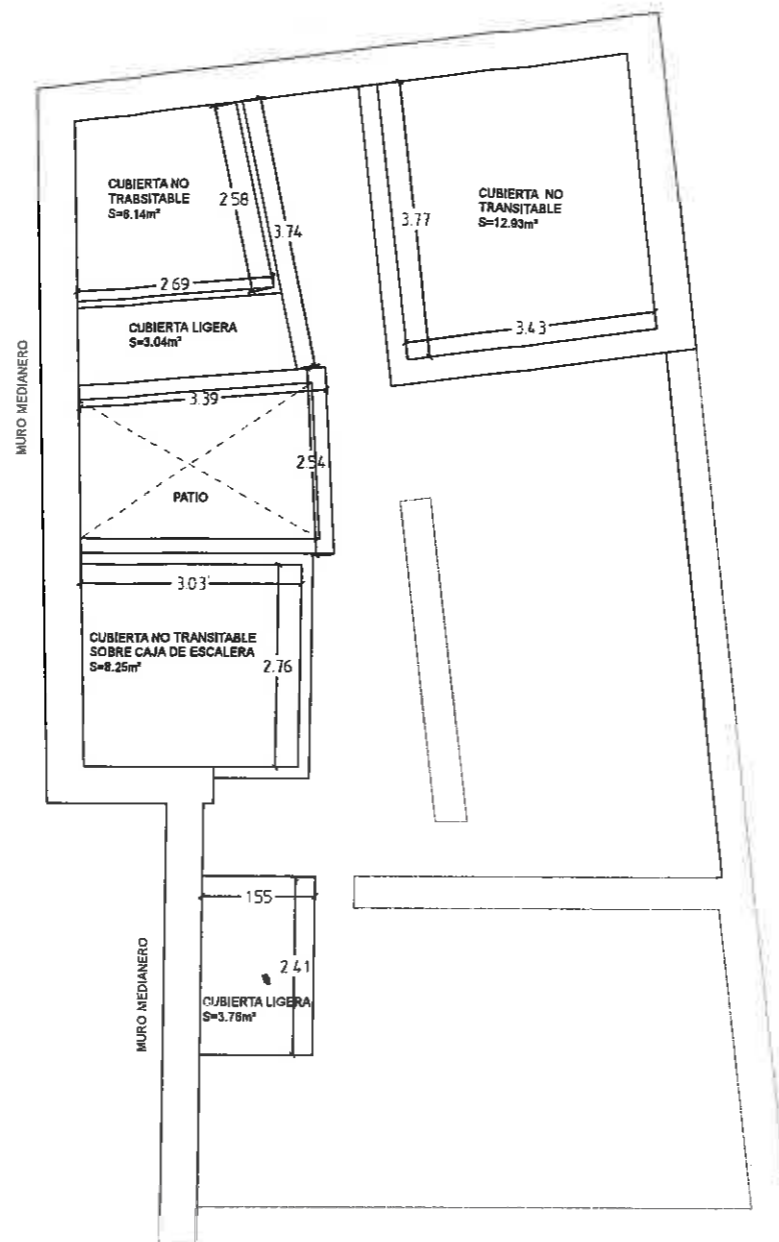 CUBIERTA NO
TRABSITABLE
S=6.14m²
2.58
3.74
2.69
CUBIERTA NO
TRANSITABLE
S=12.93m²
3.77
3.43
CUBIERTA LIGERA
S=3.04m²
MURO MEDIANERO
3.39
2.54
PATIO
3.03
CUBIERTA NO TRANSITABLE
SOBRE CAJA DE ESCALERA
S=8.25m²
2.76
155
2.41
CUBIERTA LIGERA
S=3.76m²
MURO MEDIANERO